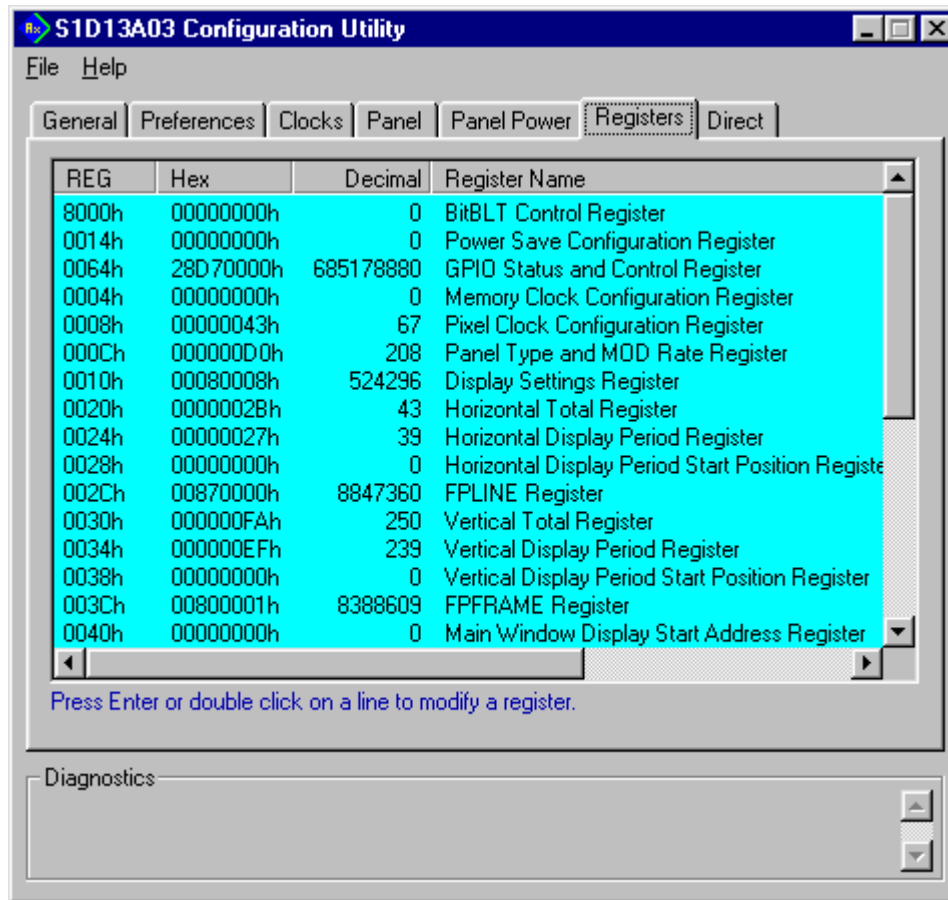 S1D13A03 Configuration Utility
File Help
General Preferences Clocks Panel Panel Power Registers Direct
REG Hex Decimal Register Name
8000h 00000000h 0 BitBLT Control Register
0014h 00000000h 0 Power Save Configuration Register
0064h 28D70000h 685178880 GPIO Status and Control Register
0004h 00000000h 0 Memory Clock Configuration Register
0008h 00000043h 67 Pixel Clock Configuration Register
000Ch 000000D0h 208 Panel Type and MOD Rate Register
0010h 00080008h 524296 Display Settings Register
0020h 0000002Bh 43 Horizontal Total Register
0024h 00000027h 39 Horizontal Display Period Register
0028h 00000000h 0 Horizontal Display Period Start Position Registe
002Ch 00870000h 8847360 FPLINE Register
0030h 000000FAh 250 Vertical Total Register
0034h 000000EFh 239 Vertical Display Period Register
0038h 00000000h 0 Vertical Display Period Start Position Register
003Ch 00800001h 8388609 FPFRAME Register
0040h 00000000h 0 Main Window Display Start Address Register
Press Enter or double click on a line to modify a register.
Diagnostics